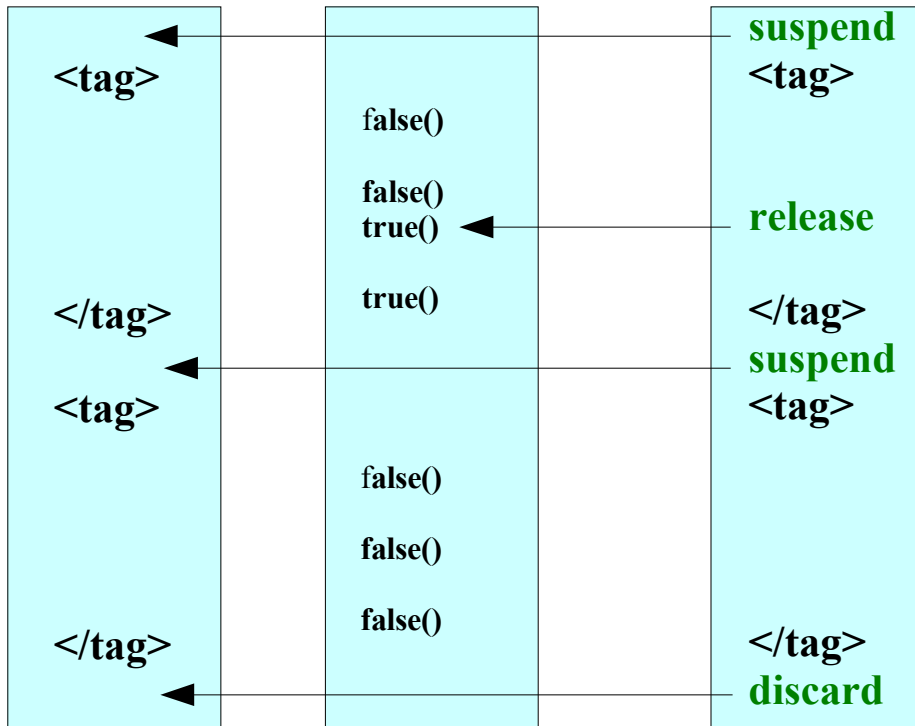 <tag>
</tag>
<tag>
</tag>
false()
false()
true()
true()
false()
false()
false()
suspend
<tag>
release
</tag>
suspend
<tag>
</tag>
discard